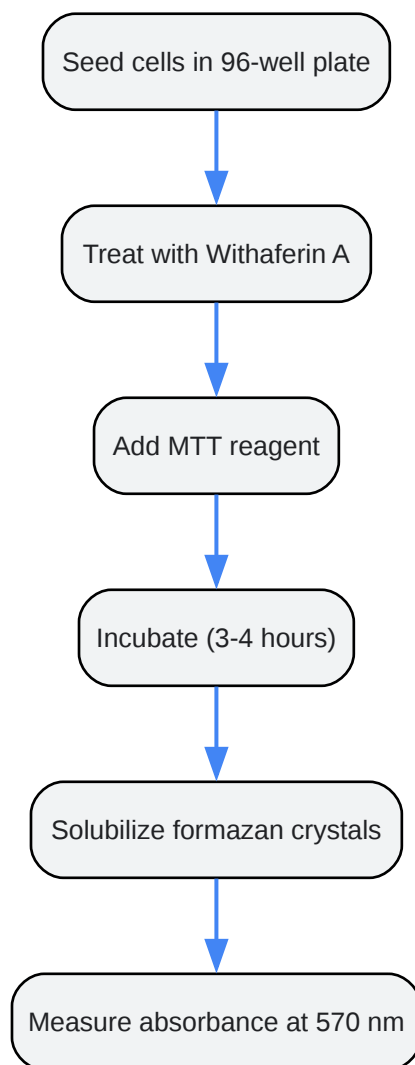 Seed cells in 96-well plate
Treat with Withaferin A
Add MTT reagent
Incubate (3-4 hours)
Solubilize formazan crystals
Measure absorbance at 570 nm